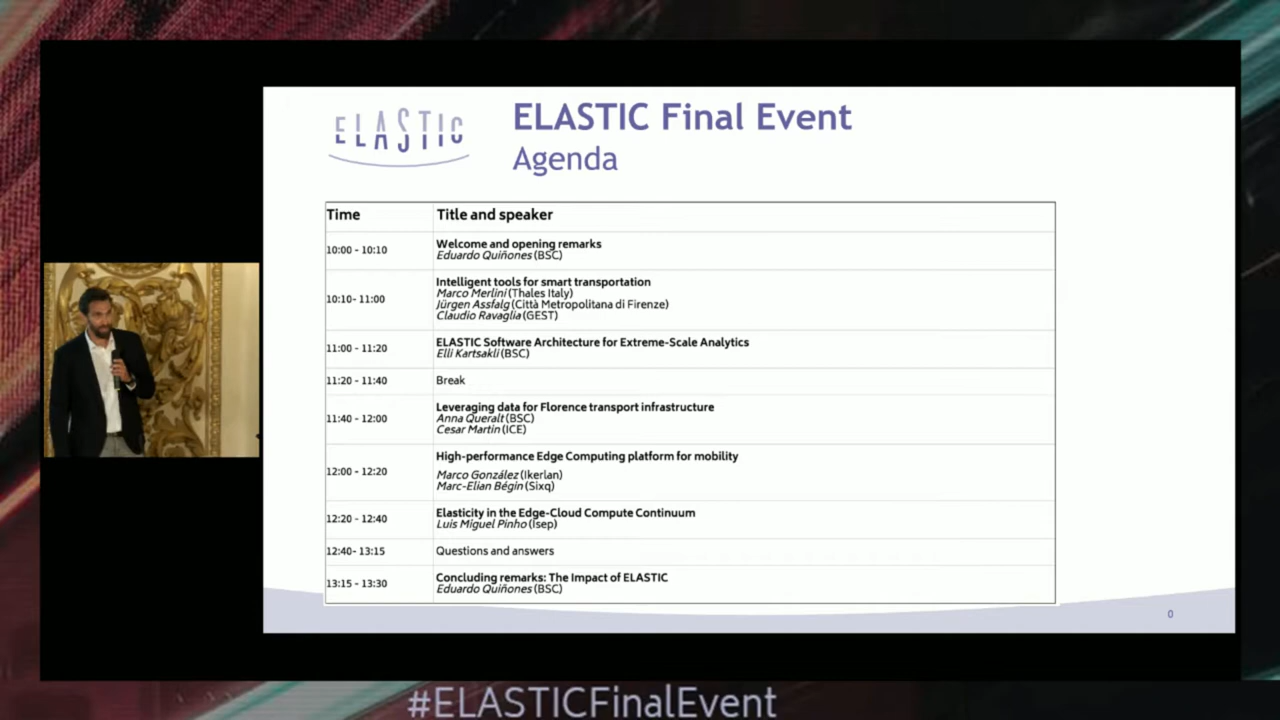 ELASTIC
ELASTIC Final Event
Agenda
Time
Title and speaker
10:00 - 10:10
Welcome and opening remarks
Eduardo Quiñones (BSC)
10:10- 11:00
Intelligent tools for smart transportation
Marco Merlini (Thales Italy)
Jürgen Assfalg (Città Metropolitana di Firenze)
Claudio Ravaglia (GEST)
11:00 - 11:20
ELASTIC Software Architecture for Extreme-Scale Analytics
Elli Kartsakli (BSC)
11:20 - 11:40
Break
11:40 - 12:00
Leveraging data for Florence transport infrastructure
Anna Queralt (BSC)
Cesar Martin (ICE)
12:00 - 12:20
High-performance Edge Computing platform for mobility
Marco González (Ikerlan)
Marc-Elian Bégin (Sixq)
12:20 - 12:40
Elasticity in the Edge-Cloud Compute Continuum
Luis Miguel Pinho (Isep)
12:40- 13:15
Questions and answers
13:15 - 13:30
Concluding remarks: The Impact of ELASTIC
Eduardo Quiñones (BSC)
0
#ELASTICFinalEvent